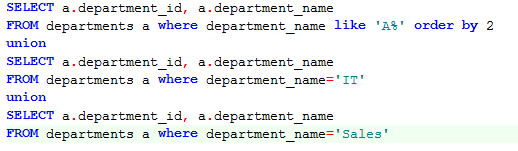 SELECT a.department_id, a.department_name
FROM departments a where department_name like 'A%' order by 2
union
SELECT a.department_id, a.department_name
FROM departments a where department_name='IT'
union
SELECT a.department_id, a.department_name
FROM departments a where department_name='Sales'